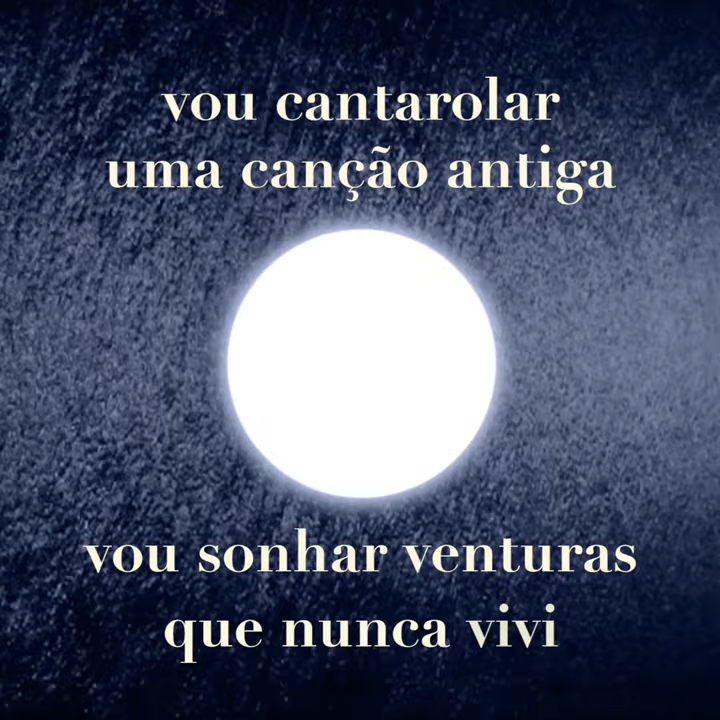 vou cantarolar
uma canção antiga
vou sonhar venturas
que nunca vivi